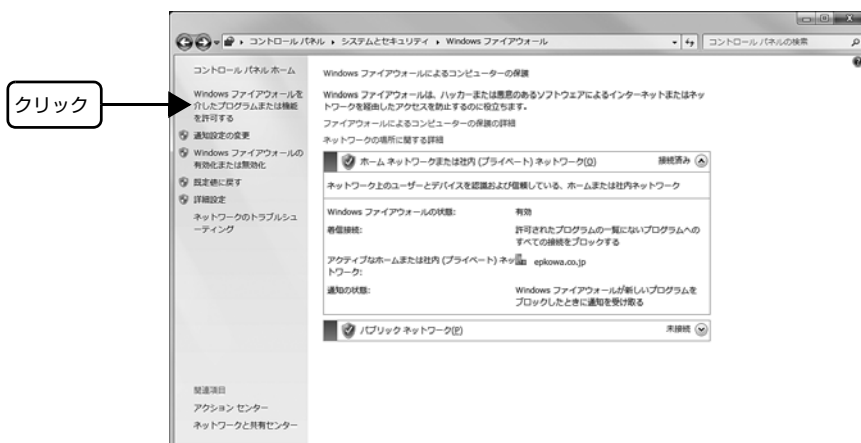 コントロール パネル ▸ システムとセキュリティ ▸ Windows ファイアウォール
コントロール パネルの検索
クリック
コントロール パネル ホーム
Windows ファイアウォールを
介したプログラムまたは機能
を許可する
通知設定の変更
Windows ファイアウォールの
有効化または無効化
既定値に戻す
詳細設定
ネットワークのトラブルシュ
ーティング
関連項目
アクション センター
ネットワークと共有センター
Windows ファイアウォールによるコンピューターの保護
Windows ファイアウォールは、ハッカーまたは悪意のあるソフトウェアによるインターネットまたはネッ
トワークを経由したアクセスを防止するのに役立ちます。
ファイアウォールによるコンピューターの保護の詳細
ネットワークの場所に関する詳細
ホーム ネットワークまたは社内 (プライベート) ネットワーク(O) 接続済み
ネットワーク上のユーザーとデバイスを認識および信頼している、ホームまたは社内ネットワーク
Windows ファイアウォールの状態: 有効
着信接続: 許可されたプログラムの一覧にないプログラムへの
すべての接続をブロックする
アクティブなホームまたは社内 (プライベート) ネッ epkowa.co.jp
トワーク:
通知の状態: Windows ファイアウォールが新しいプログラムを
ブロックしたときに通知を受け取る
パブリック ネットワーク(P) 未接続